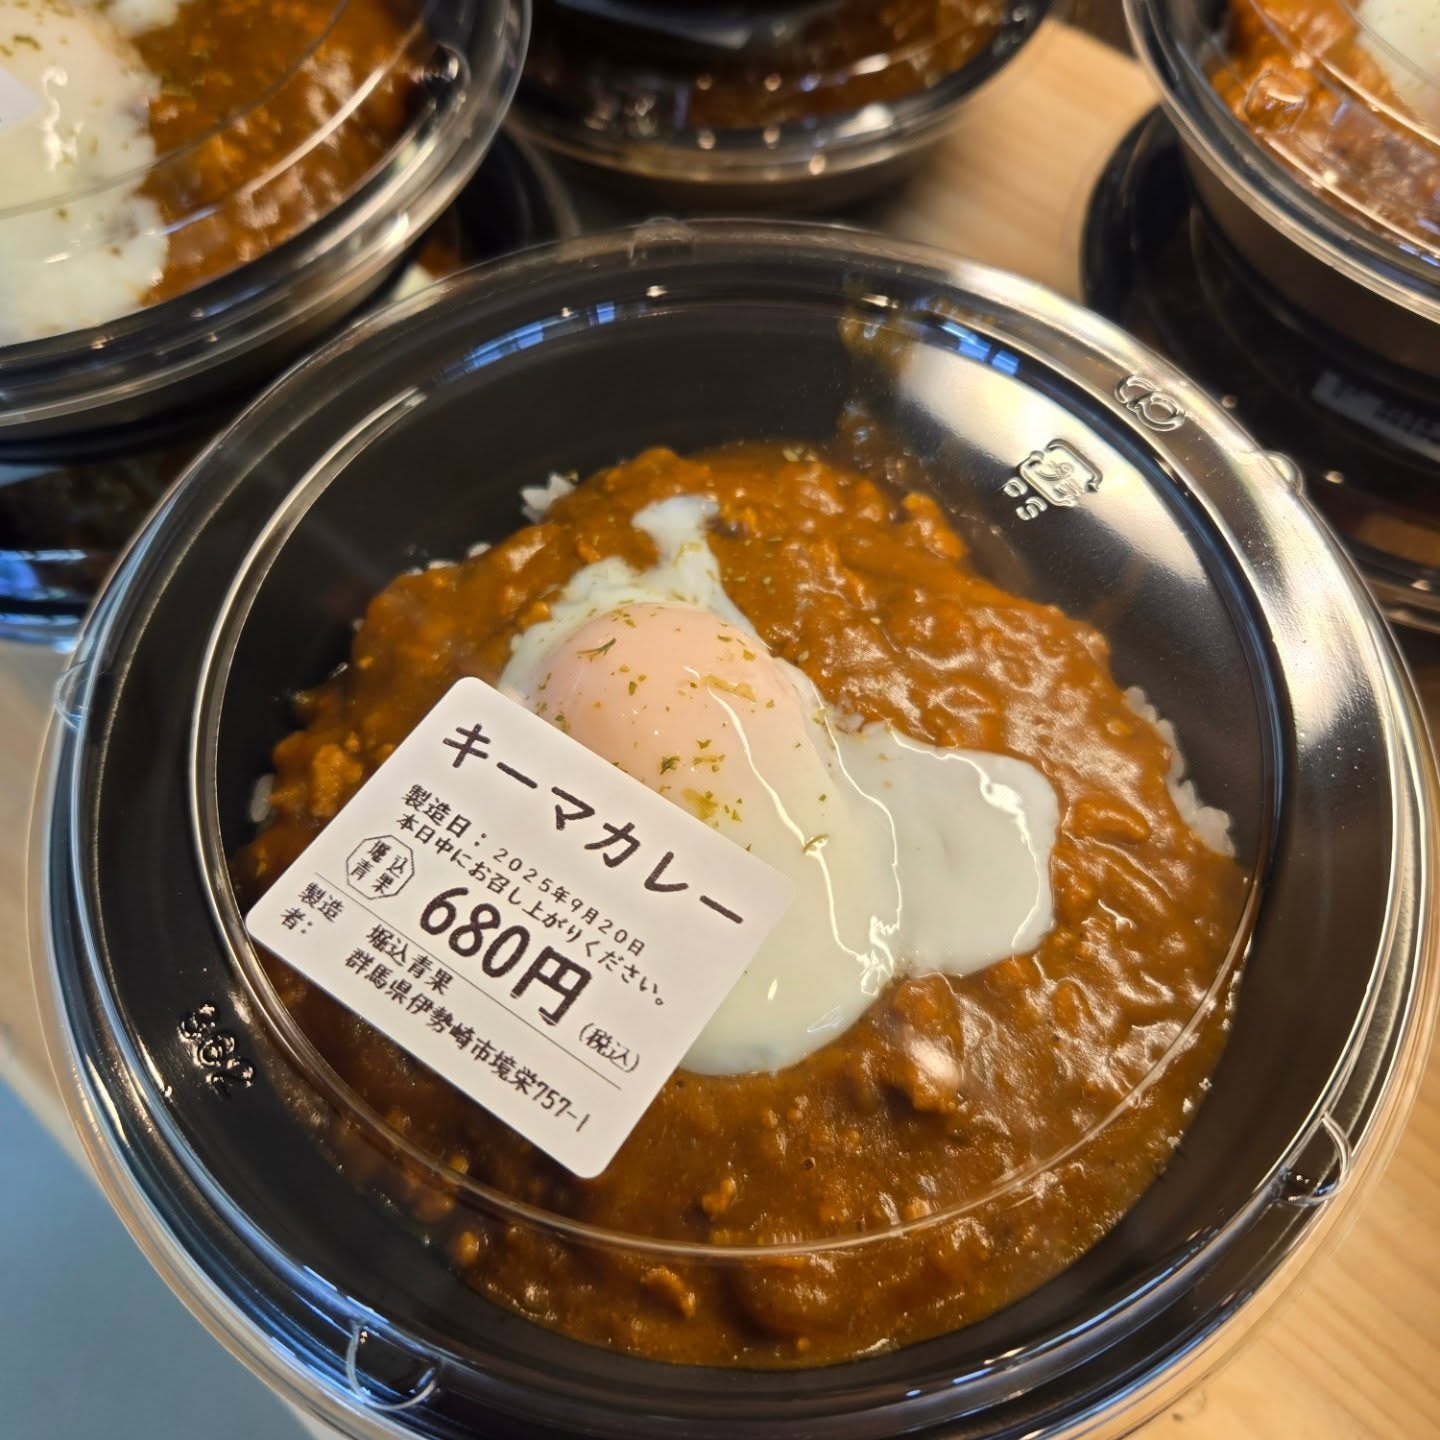 キーマカレー
製造日：2025年9月20日
本日中にお召し上がりください。
堀込
青果
680円
(税込)
製造者：
堀込青果
群馬県伊勢崎市境栄757-1
プラ